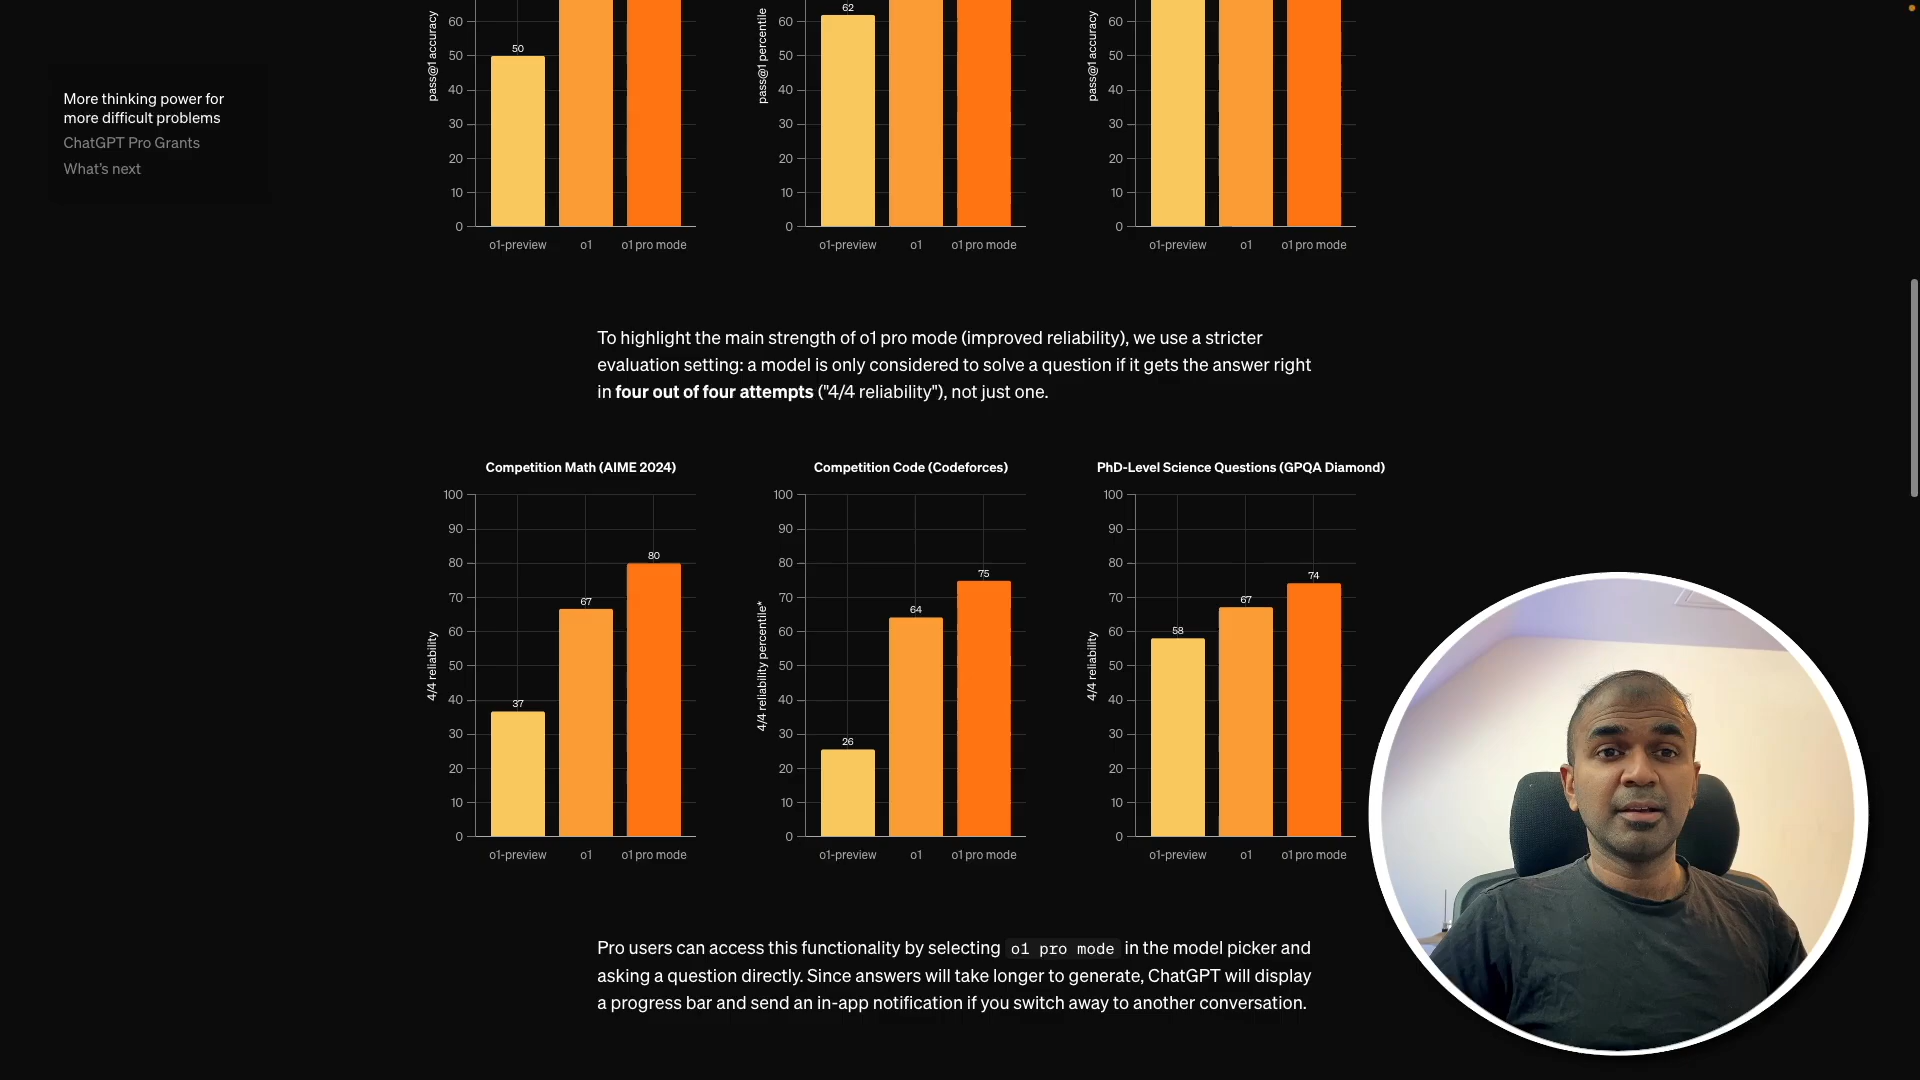 More thinking power for
more difficult problems
ChatGPT Pro Grants
What's next
pass@1 accuracy
60
50
40
30
20
10
0
50
o1-preview
o1
o1 pro mode
pass@1 percentile
60
50
40
30
20
10
0
62
o1-preview
o1
o1 pro mode
pass@1 accuracy
60
50
40
30
20
10
0
o1-preview
o1
o1 pro mode
To highlight the main strength of o1 pro mode (improved reliability), we use a stricter
evaluation setting: a model is only considered to solve a question if it gets the answer right
in four out of four attempts ("4/4 reliability"), not just one.
Competition Math (AIME 2024)
4/4 reliability
100
90
80
70
60
50
40
30
20
10
0
37
67
80
o1-preview
o1
o1 pro mode
Competition Code (Codeforces)
4/4 reliability percentile*
100
90
80
70
60
50
40
30
20
10
0
26
64
75
o1-preview
o1
o1 pro mode
PhD-Level Science Questions (GPQA Diamond)
4/4 reliability
100
90
80
70
60
50
40
30
20
10
0
58
67
74
o1-preview
o1
o1 pro mode
Pro users can access this functionality by selecting o1 pro mode in the model picker and
asking a question directly. Since answers will take longer to generate, ChatGPT will display
a progress bar and send an in-app notification if you switch away to another conversation.